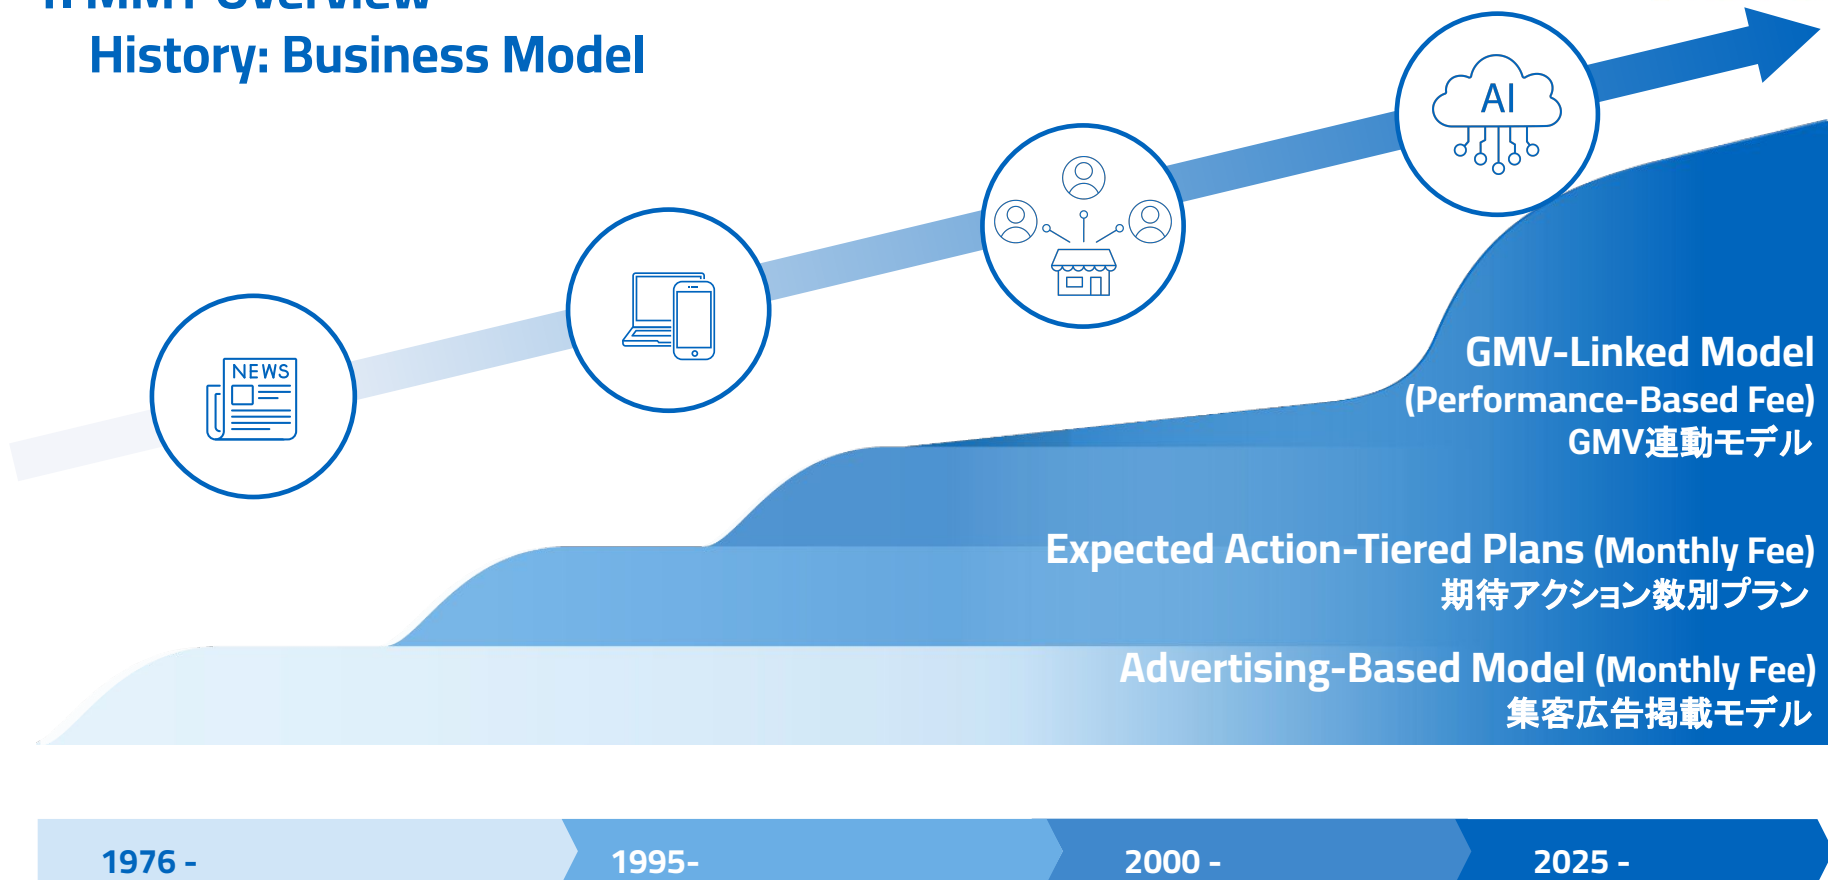 MMT Overview
History: Business Model
AI
NEWS
GMV-Linked Model
(Performance-Based Fee)
GMV連動モデル
Expected Action-Tiered Plans (Monthly Fee)
期待アクション数別プラン
Advertising-Based Model (Monthly Fee)
集客広告掲載モデル
1976 -
1995-
2000 -
2025 -